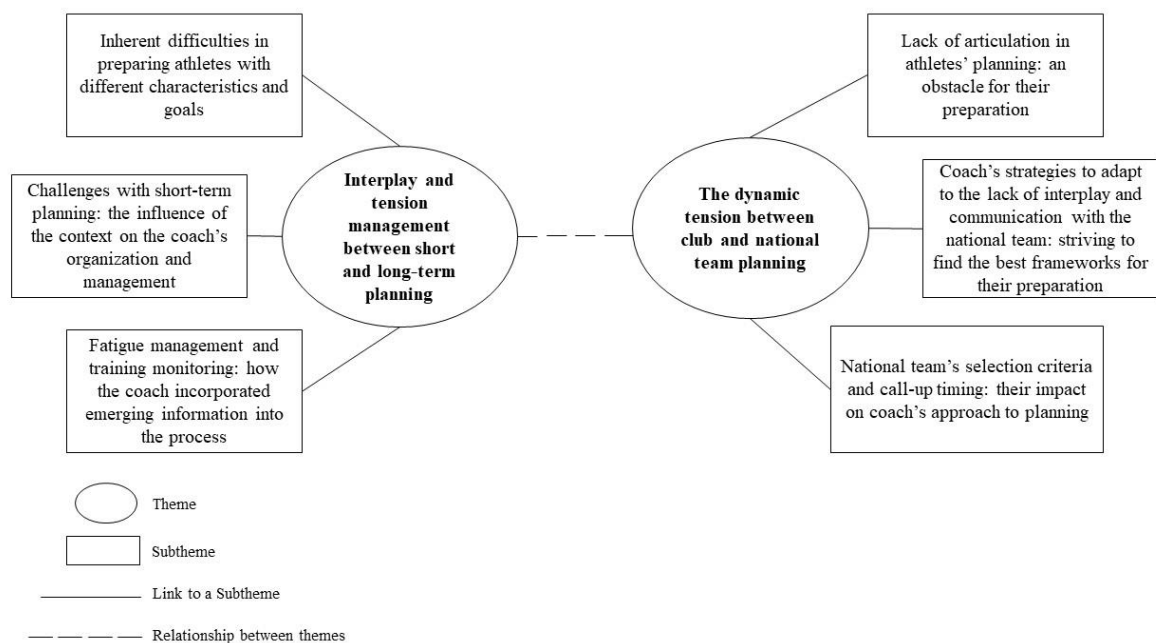 Inherent difficulties in
preparing athletes with
different characteristics and
goals
Challenges with short-term
planning: the influence of
the context on the coach's
organization and
management
Fatigue management and
training monitoring: how
the coach incorporated
emerging information into
the process
Interplay and
tension
management
between short
and long-term
planning
The dynamic
tension between
club and national
team planning
Lack of articulation in
athletes' planning: an
obstacle for their
preparation
Coach's strategies to adapt
to the lack of interplay and
communication with the
national team: striving to
find the best frameworks for
their preparation
National team's selection criteria
and call-up timing: their impact
on coach's approach to planning
Theme
Subtheme
Link to a Subtheme
Relationship between themes